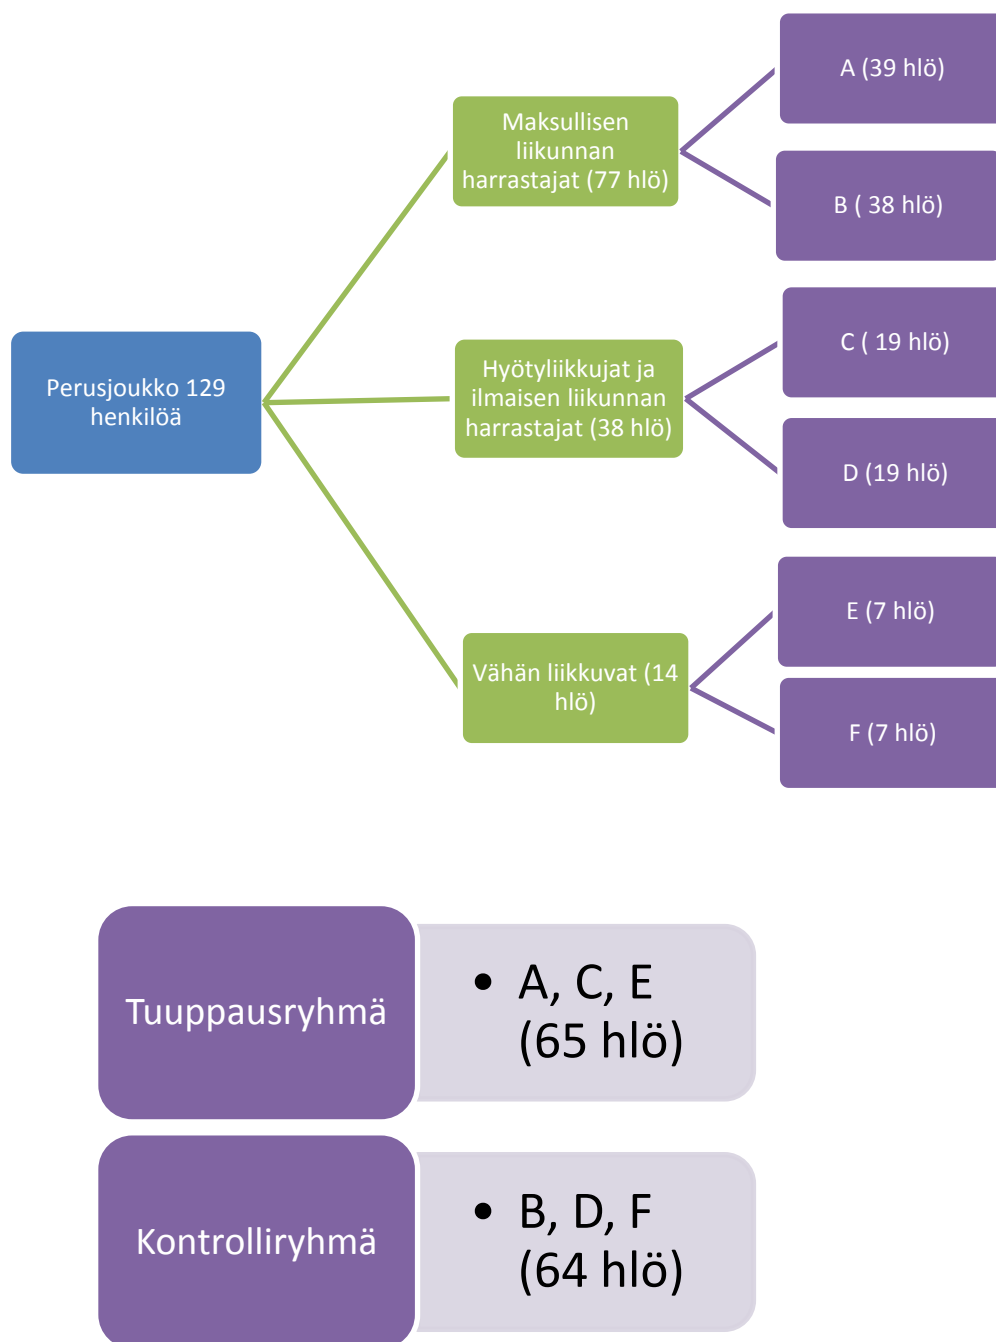 Perusjoukko 129
henkilöä
Maksullisen
liikunnan
harrastajat (77 hlö)
A (39 hlö)
B ( 38 hlö)
Hyötyliikkujat ja
ilmaisen liikunnan
harrastajat (38 hlö)
C ( 19 hlö)
D (19 hlö)
Vähän liikkuvat (14
hlö)
E (7 hlö)
F (7 hlö)
Tuuppausryhmä
• A, C, E
(65 hlö)
Kontrolliryhmä
• B, D, F
(64 hlö)